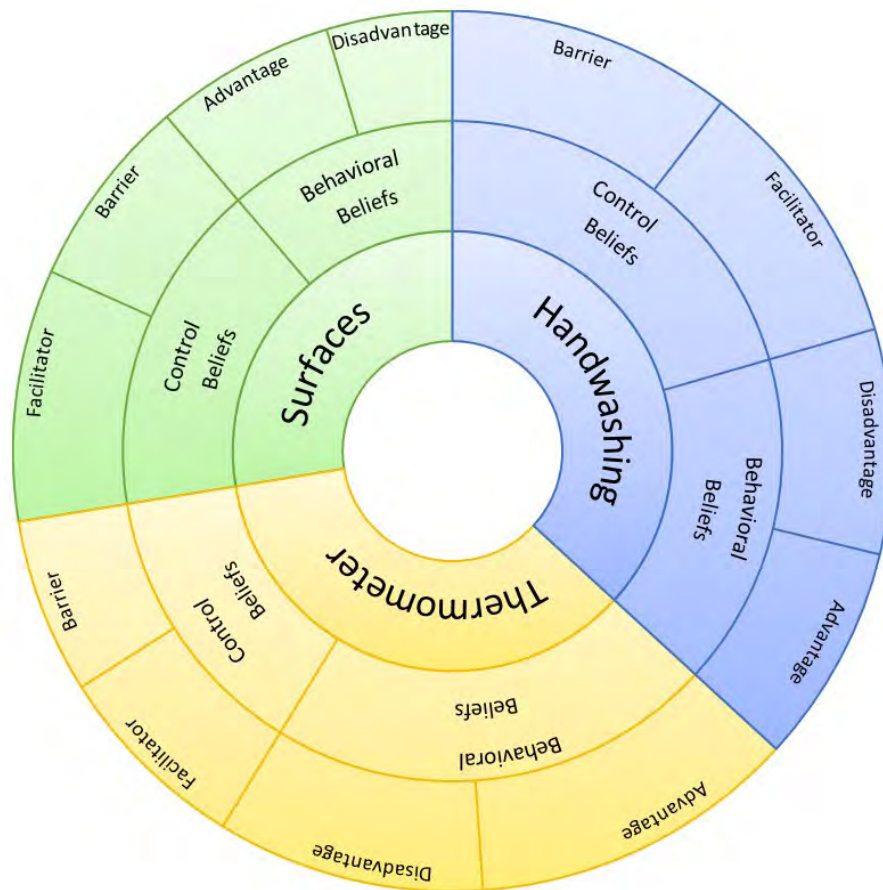 Handwashing
Control
Beliefs
Barrier
Facilitator
Behavioral
Beliefs
Disadvantage
Advantage
Thermometer
Behavioral
Beliefs
Advantage
Disadvantage
Control
Beliefs
Facilitator
Barrier
Surfaces
Control
Beliefs
Facilitator
Barrier
Behavioral
Beliefs
Advantage
Disadvantage